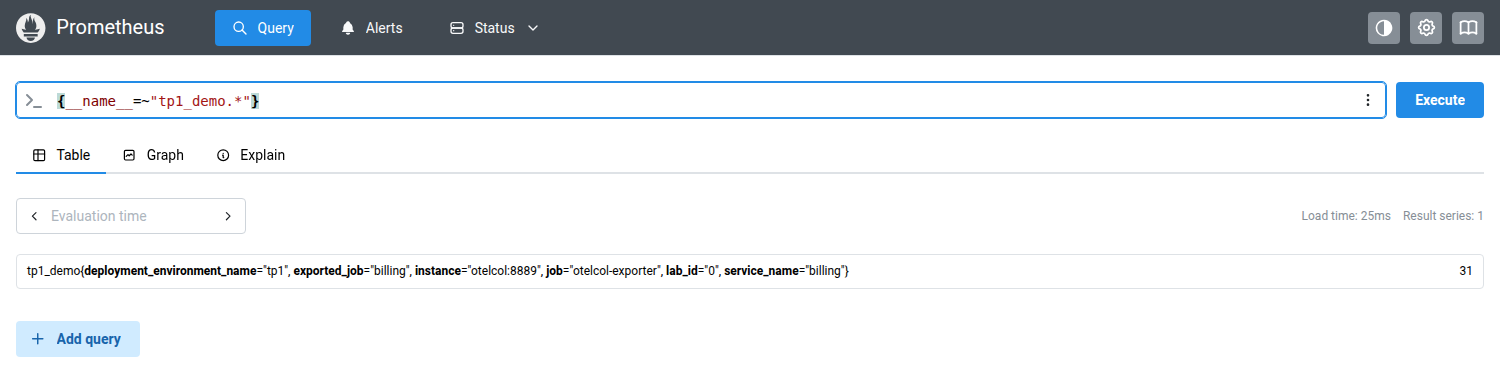 Prometheus Query Alerts Status
>_ {__name__=~"tp1_demo.*"} Execute
Table Graph Explain
Evaluation time Load time: 25ms Result series: 1
tp1_demo{deployment_environment_name="tp1", exported_job="billing", instance="otelcol:8889", job="otelcol-exporter", lab_id="0", service_name="billing"} 31
+ Add query